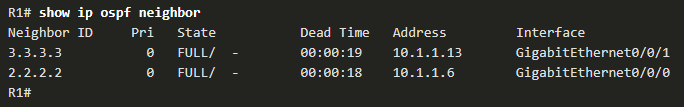 R1# show ip ospf neighbor
Neighbor ID     Pri   State           Dead Time   Address         Interface
3.3.3.3           0   FULL/  -        00:00:19    10.1.1.13       GigabitEthernet0/0/1
2.2.2.2           0   FULL/  -        00:00:18    10.1.1.6        GigabitEthernet0/0/0
R1#